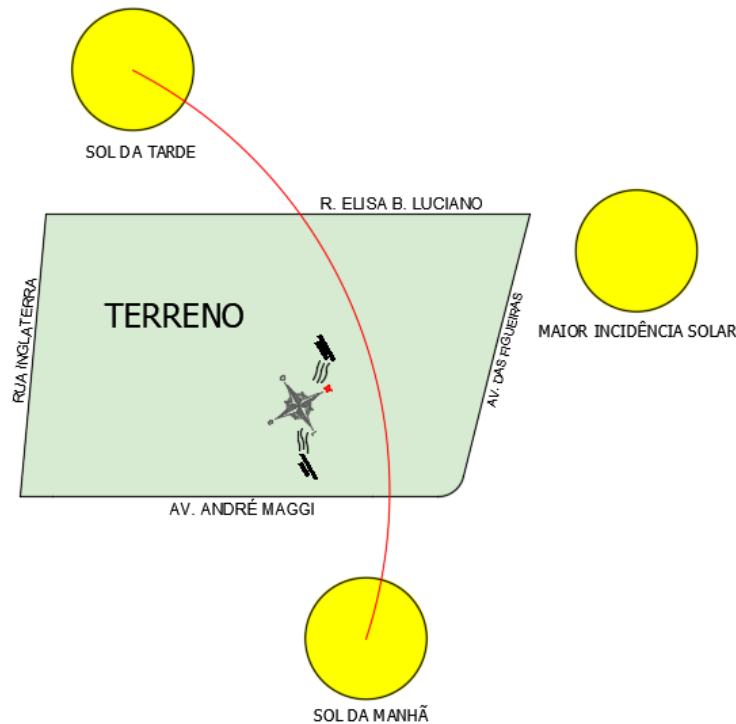 SOL DA TARDE
R. ELISA B. LUCIANO
TERRENO
RUA INGLATERRA
AV. DAS FIGUEIRAS
MAIOR INCIDÊNCIA SOLAR
AV. ANDRÉ MAGGI
SOL DA MANHÃ